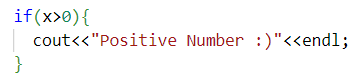 if(x>0){
  cout<<"Positive Number :)"<<endl;
}